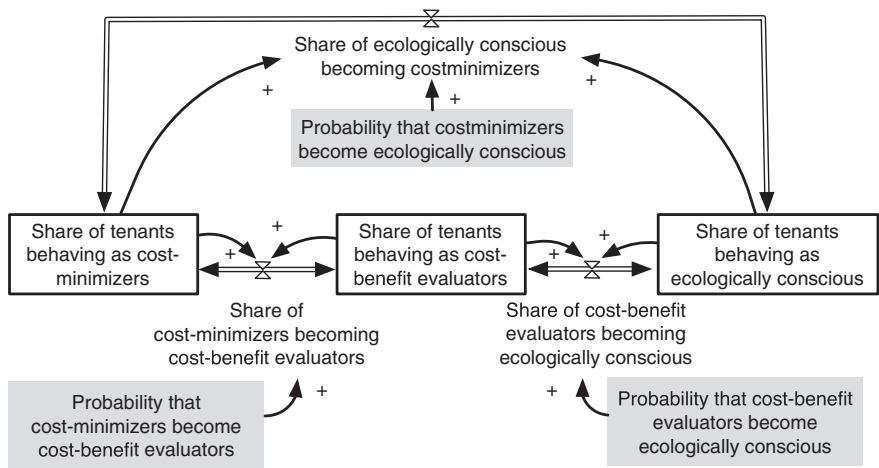 Share of ecologically conscious
becoming costminimizers
+
+
+
Probability that costminimizers
become ecologically conscious
Share of tenants
behaving as cost-
minimizers
+
+
Share of tenants
behaving as cost-
benefit evaluators
+
+
Share of tenants
behaving as
ecologically conscious
Share of
cost-minimizers becoming
cost-benefit evaluators
Share of cost-benefit
evaluators becoming
ecologically conscious
+
+
Probability that
cost-minimizers become
cost-benefit evaluators
Probability that cost-benefit
evaluators become
ecologically conscious